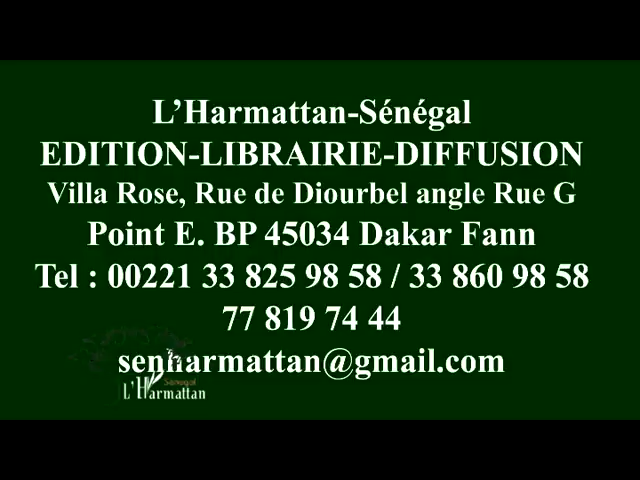 L’Harmattan-Sénégal
EDITION-LIBRAIRIE-DIFFUSION
Villa Rose, Rue de Diourbel angle Rue G
Point E. BP 45034 Dakar Fann
Tel : 00221 33 825 98 58 / 33 860 98 58
77 819 74 44
senharmattan@gmail.com
Sénégal
L'Harmattan